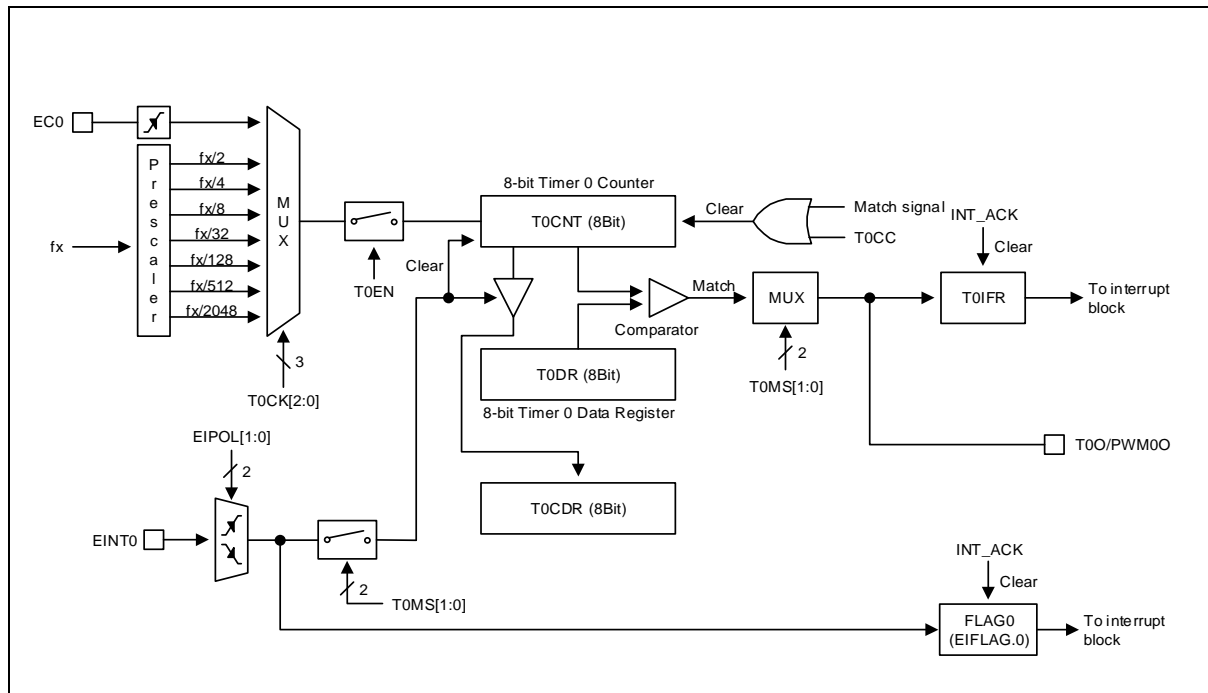 EC0
Prescaler
fx/2
fx/4
fx/8
fx/32
fx/128
fx/512
fx/2048
fx
MUX
3
T0CK[2:0]
T0EN
8-bit Timer 0 Counter
T0CNT (8Bit)
Clear
Clear
Match signal
T0CC
INT_ACK
Clear
Match
Comparator
MUX
2
T0MS[1:0]
T0IFR
To interrupt
block
T0DR (8Bit)
8-bit Timer 0 Data Register
T0O/PWM0O
T0CDR (8Bit)
EIPOL[1:0]
2
EINT0
2
T0MS[1:0]
INT_ACK
Clear
FLAG0
(EIFLAG.0)
To interrupt
block